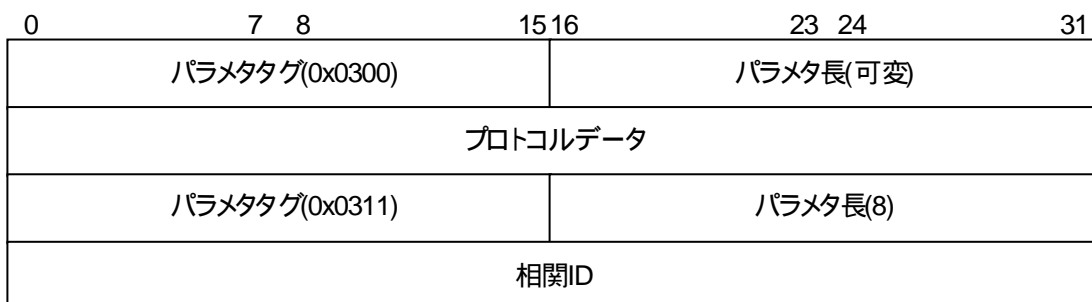 0 7 8 15 16 23 24 31
パラメタタグ(0x0300) パラメタ長(可変)
プロトコルデータ
パラメタタグ(0x0311) パラメタ長(8)
相関ID